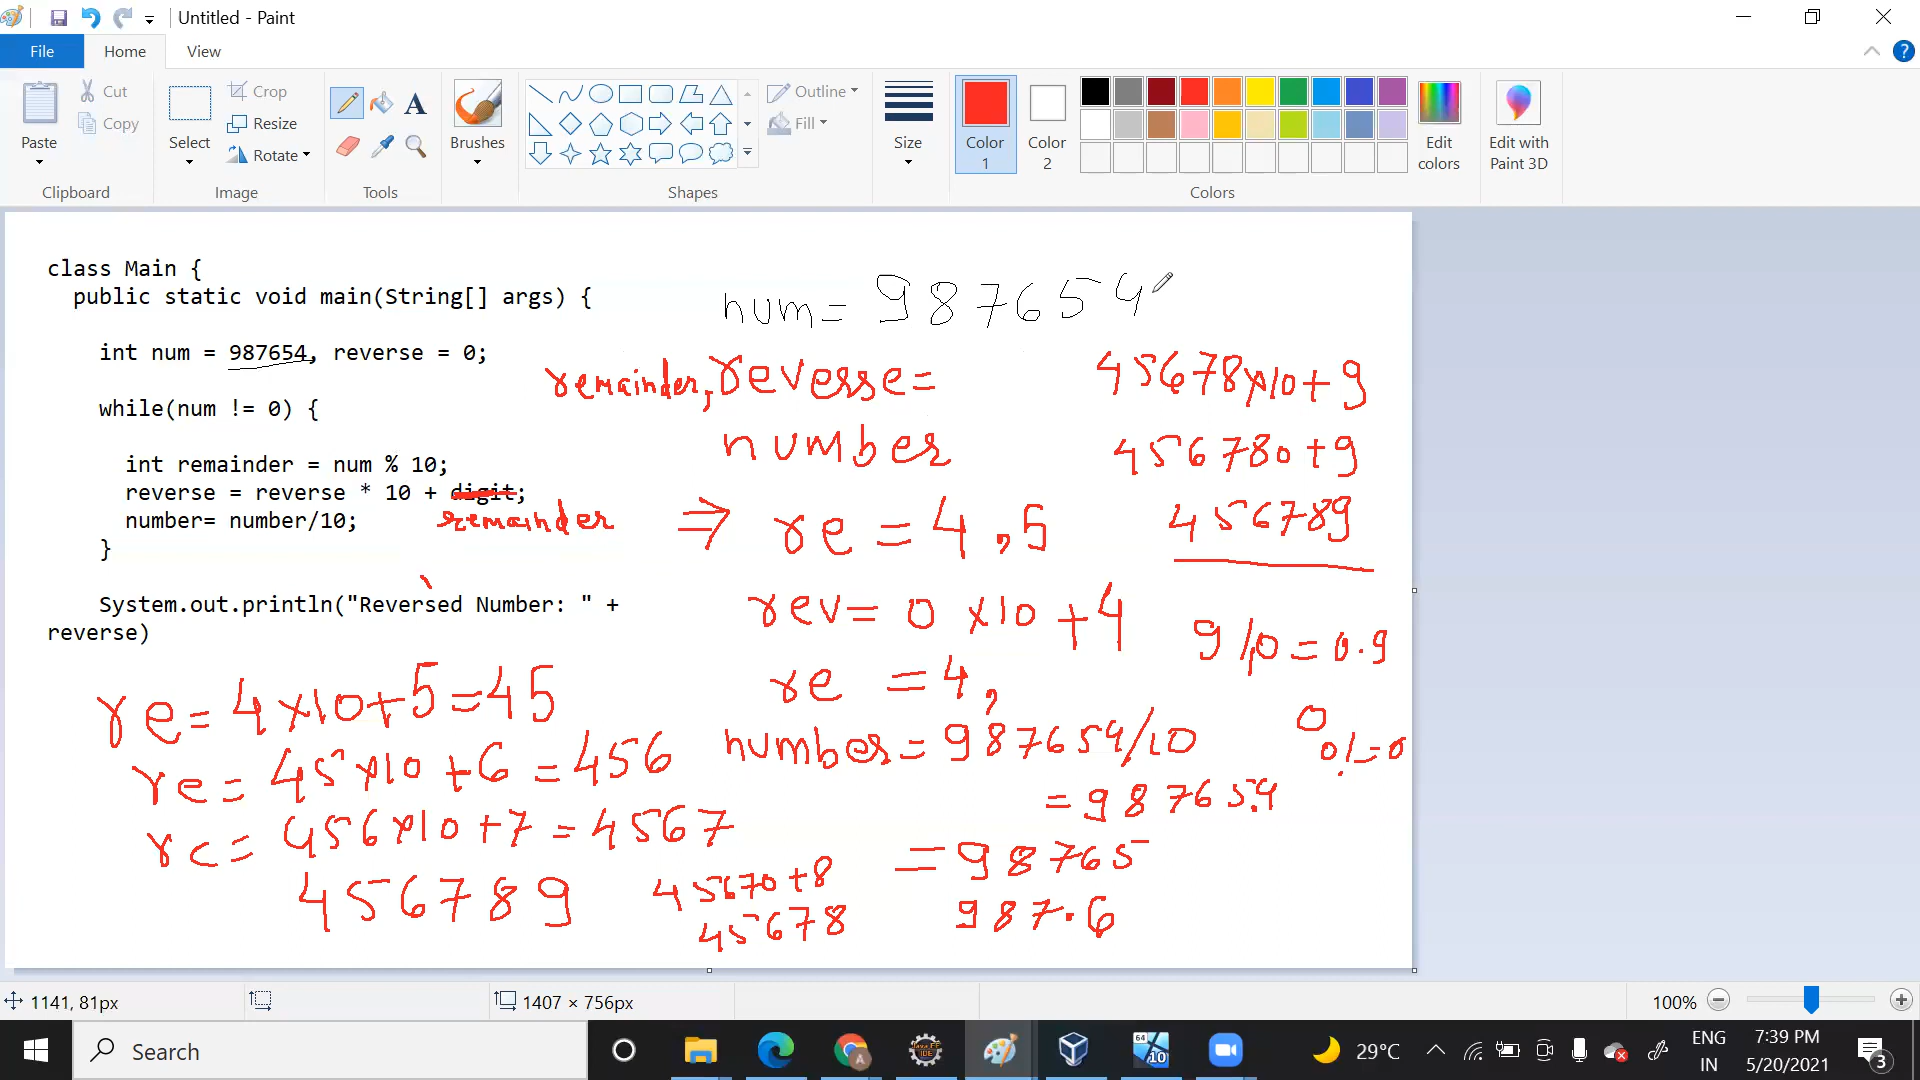 Untitled - Paint
File
Home
View
Paste
Cut
Copy
Clipboard
Select
Crop
Resize
Rotate
Image
A
Tools
Brushes
Outline
Fill
Shapes
Size
Color 1
Color 2
Edit colors
Colors
Edit with Paint 3D
class Main {
public static void main(String[] args) {
int num = 987654, reverse = 0;
while(num != 0) {
int remainder = num % 10;
reverse = reverse * 10 + digit;
remainder
number= number/10;
}
System.out.println("Reversed Number: " +
reverse)
num = 987654
remainder, reversse =
number
⇒ re = 4,5
rev = 0 x10 +4
re = 4,
number = 987654/10
= 98765.4
= 98765
987.6
45678x10+9
456780+9
456789
9/10=0.9
0
re = 4x10+5=45
re = 45x10+6 =456
re = 456x10+7=4567
456789
45670+8
45678
1141, 81px
1407 × 756px
100%
Search
64
10
29°C
ENG
IN
7:39 PM
5/20/2021
3